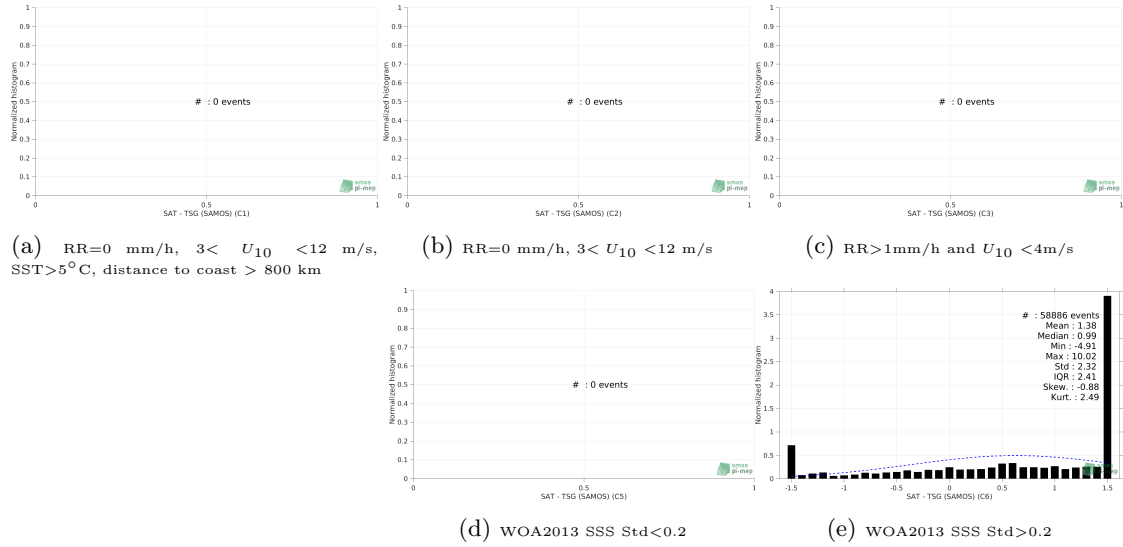 1
0.9
0.8
0.7
0.6
0.5
0.4
0.3
0.2
0.1
0
Normalized histogram
# : 0 events
smos
pi-mep
0 0.5 1
SAT - TSG (SAMOS) (C1)
(a) RR=0 mm/h, 3< U10 <12 m/s,
SST>5°C, distance to coast > 800 km
1
0.9
0.8
0.7
0.6
0.5
0.4
0.3
0.2
0.1
0
Normalized histogram
# : 0 events
smos
pi-mep
0 0.5 1
SAT - TSG (SAMOS) (C2)
(b) RR=0 mm/h, 3< U10 <12 m/s
1
0.9
0.8
0.7
0.6
0.5
0.4
0.3
0.2
0.1
0
Normalized histogram
# : 0 events
smos
pi-mep
0 0.5 1
SAT - TSG (SAMOS) (C3)
(c) RR>1mm/h and U10 <4m/s
1
0.9
0.8
0.7
0.6
0.5
0.4
0.3
0.2
0.1
0
Normalized histogram
# : 0 events
smos
pi-mep
0 0.5 1
SAT - TSG (SAMOS) (C5)
(d) WOA2013 SSS Std<0.2
4
3.5
3
2.5
2
1.5
1
0.5
0
Normalized histogram
# : 58886 events
Mean : 1.38
Median : 0.99
Min : -4.91
Max : 10.02
Std : 2.32
IQR : 2.41
Skew. : -0.88
Kurt. : 2.49
smos
pi-mep
-1.5 -1 -0.5 0 0.5 1 1.5
SAT - TSG (SAMOS) (C6)
(e) WOA2013 SSS Std>0.2